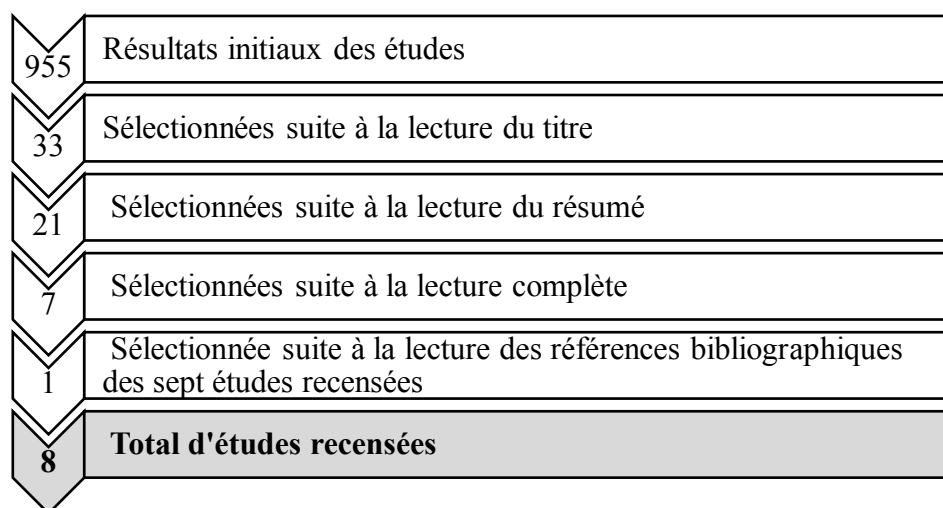 955 Résultats initiaux des études
33 Sélectionnées suite à la lecture du titre
21 Sélectionnées suite à la lecture du résumé
7 Sélectionnées suite à la lecture complète
1 Sélectionnée suite à la lecture des références bibliographiques
des sept études recensées
8 Total d'études recensées